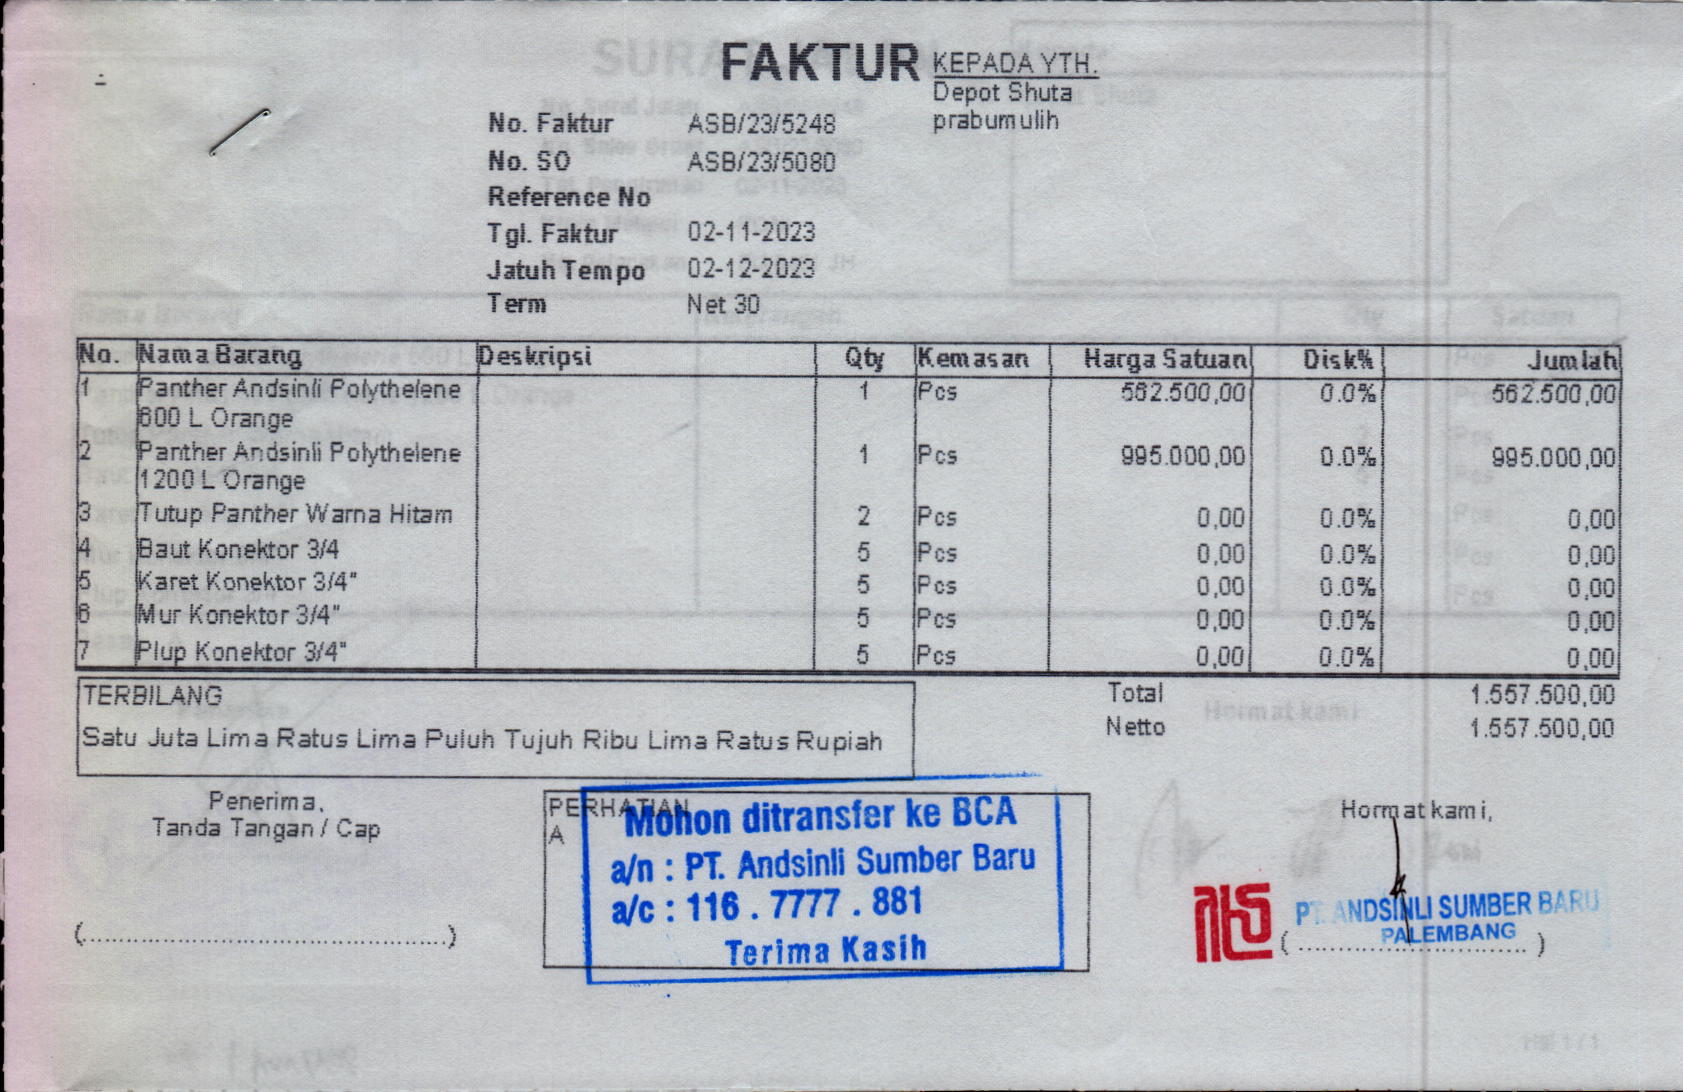 FAKTUR
KEPADA YTH.
Depot Shuta
prabumulih
No. Faktur ASB/23/5248
No. SO ASB/23/5080
Reference No
Tgl. Faktur 02-11-2023
Jatuh Tempo 02-12-2023
Term Net 30
No. Nama Barang Deskripsi Qty Kemasan Harga Satuan Disk% Jumlah
1 Panther Andsinli Polythelene 1 Pcs 562.500,00 0.0% 562.500,00
600 L Orange
2 Panther Andsinli Polythelene 1 Pcs 995.000,00 0.0% 995.000,00
1200 L Orange
3 Tutup Panther Warna Hitam 2 Pcs 0,00 0.0% 0,00
4 Baut Konektor 3/4 5 Pcs 0,00 0.0% 0,00
5 Karet Konektor 3/4" 5 Pcs 0,00 0.0% 0,00
6 Mur Konektor 3/4" 5 Pcs 0,00 0.0% 0,00
7 Plup Konektor 3/4" 5 Pcs 0,00 0.0% 0,00
TERBILANG
Satu Juta Lima Ratus Lima Puluh Tujuh Ribu Lima Ratus Rupiah
Total 1.557.500,00
Netto 1.557.500,00
Penerima,
Tanda Tangan / Cap
PERHATIAN
A
Mohon ditransfer ke BCA
a/n : PT. Andsinli Sumber Baru
a/c : 116 . 7777 . 881
Terima Kasih
Hormat kami,
PT. ANDSINLI SUMBER BARU
PALEMBANG